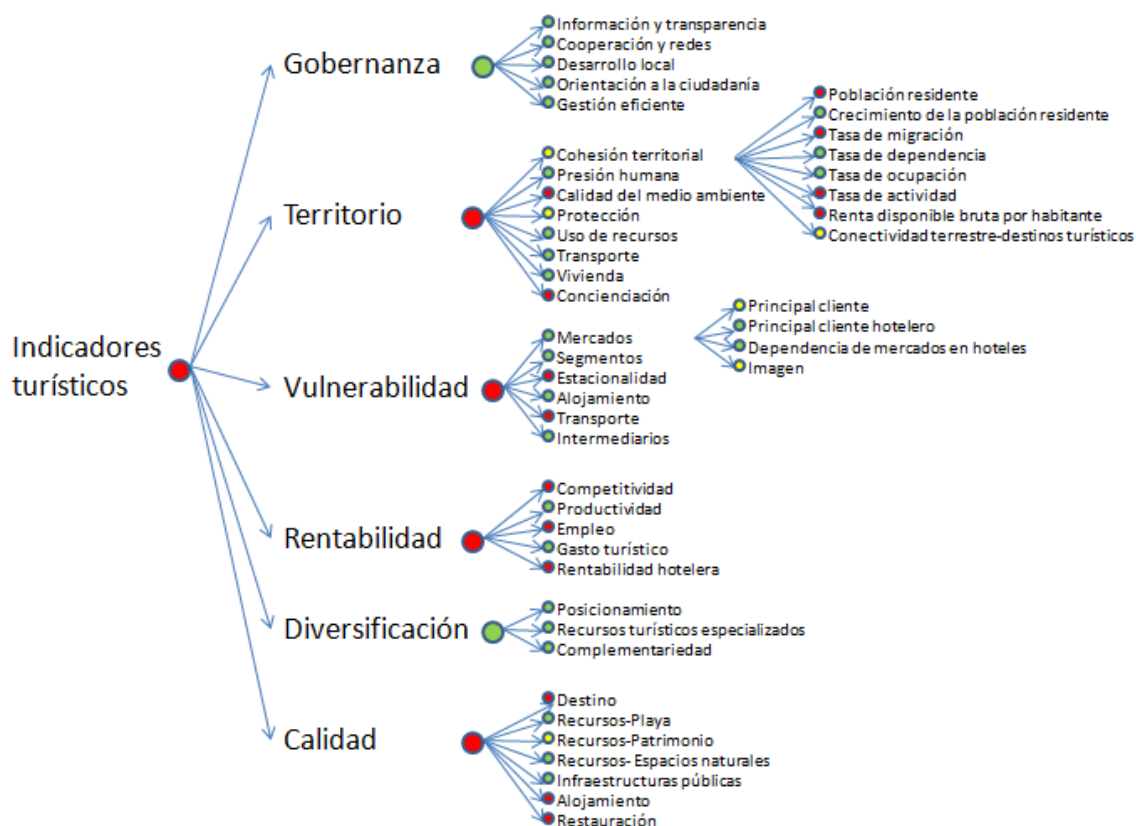 Indicadores
turísticos
Gobernanza
Información y transparencia
Cooperación y redes
Desarrollo local
Orientación a la ciudadanía
Gestión eficiente
Territorio
Cohesión territorial
Presión humana
Calidad del medio ambiente
Protección
Uso de recursos
Transporte
Vivienda
Concienciación
Población residente
Crecimiento de la población residente
Tasa de migración
Tasa de dependencia
Tasa de ocupación
Tasa de actividad
Renta disponible bruta por habitante
Conectividad terrestre-destinos turísticos
Vulnerabilidad
Mercados
Segmentos
Estacionalidad
Alojamiento
Transporte
Intermediarios
Principal cliente
Principal cliente hotelero
Dependencia de mercados en hoteles
Imagen
Rentabilidad
Competitividad
Productividad
Empleo
Gasto turístico
Rentabilidad hotelera
Diversificación
Posicionamiento
Recursos turísticos especializados
Complementariedad
Calidad
Destino
Recursos-Playa
Recursos-Patrimonio
Recursos- Espacios naturales
Infraestructuras públicas
Alojamiento
Restauración